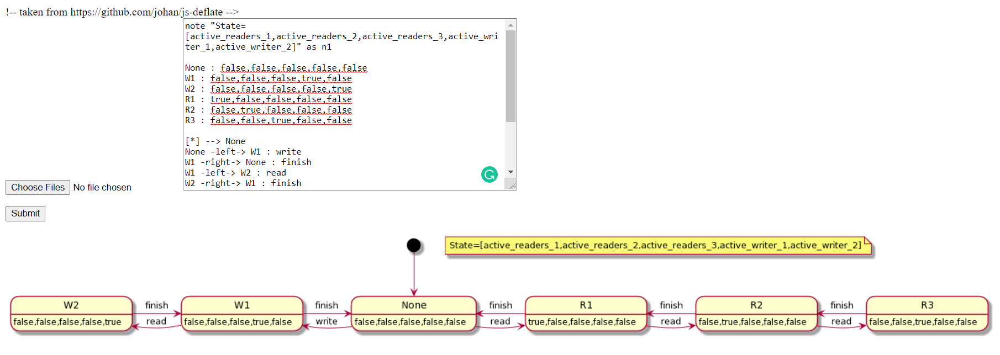 !-- taken from https://github.com/johan/js-deflate -->
note "State=
[active_readers_1,active_readers_2,active_readers_3,active_wri
ter_1,active_writer_2]" as n1
None : false,false,false,false,false
W1 : false,false,false,true,false
W2 : false,false,false,false,true
R1 : true,false,false,false,false
R2 : false,true,false,false,false
R3 : false,false,true,false,false
[*] --> None
None -left-> W1 : write
W1 -right-> None : finish
W1 -left-> W2 : read
W2 -right-> W1 : finish
Choose Files No file chosen
Submit
State=[active_readers_1,active_readers_2,active_readers_3,active_writer_1,active_writer_2]
W2 finish W1 finish None finish R1 finish R2 finish R3
false,false,false,false,true read false,false,false,true,false write false,false,false,false,false read true,false,false,false,false read false,true,false,false,false read false,false,true,false,false